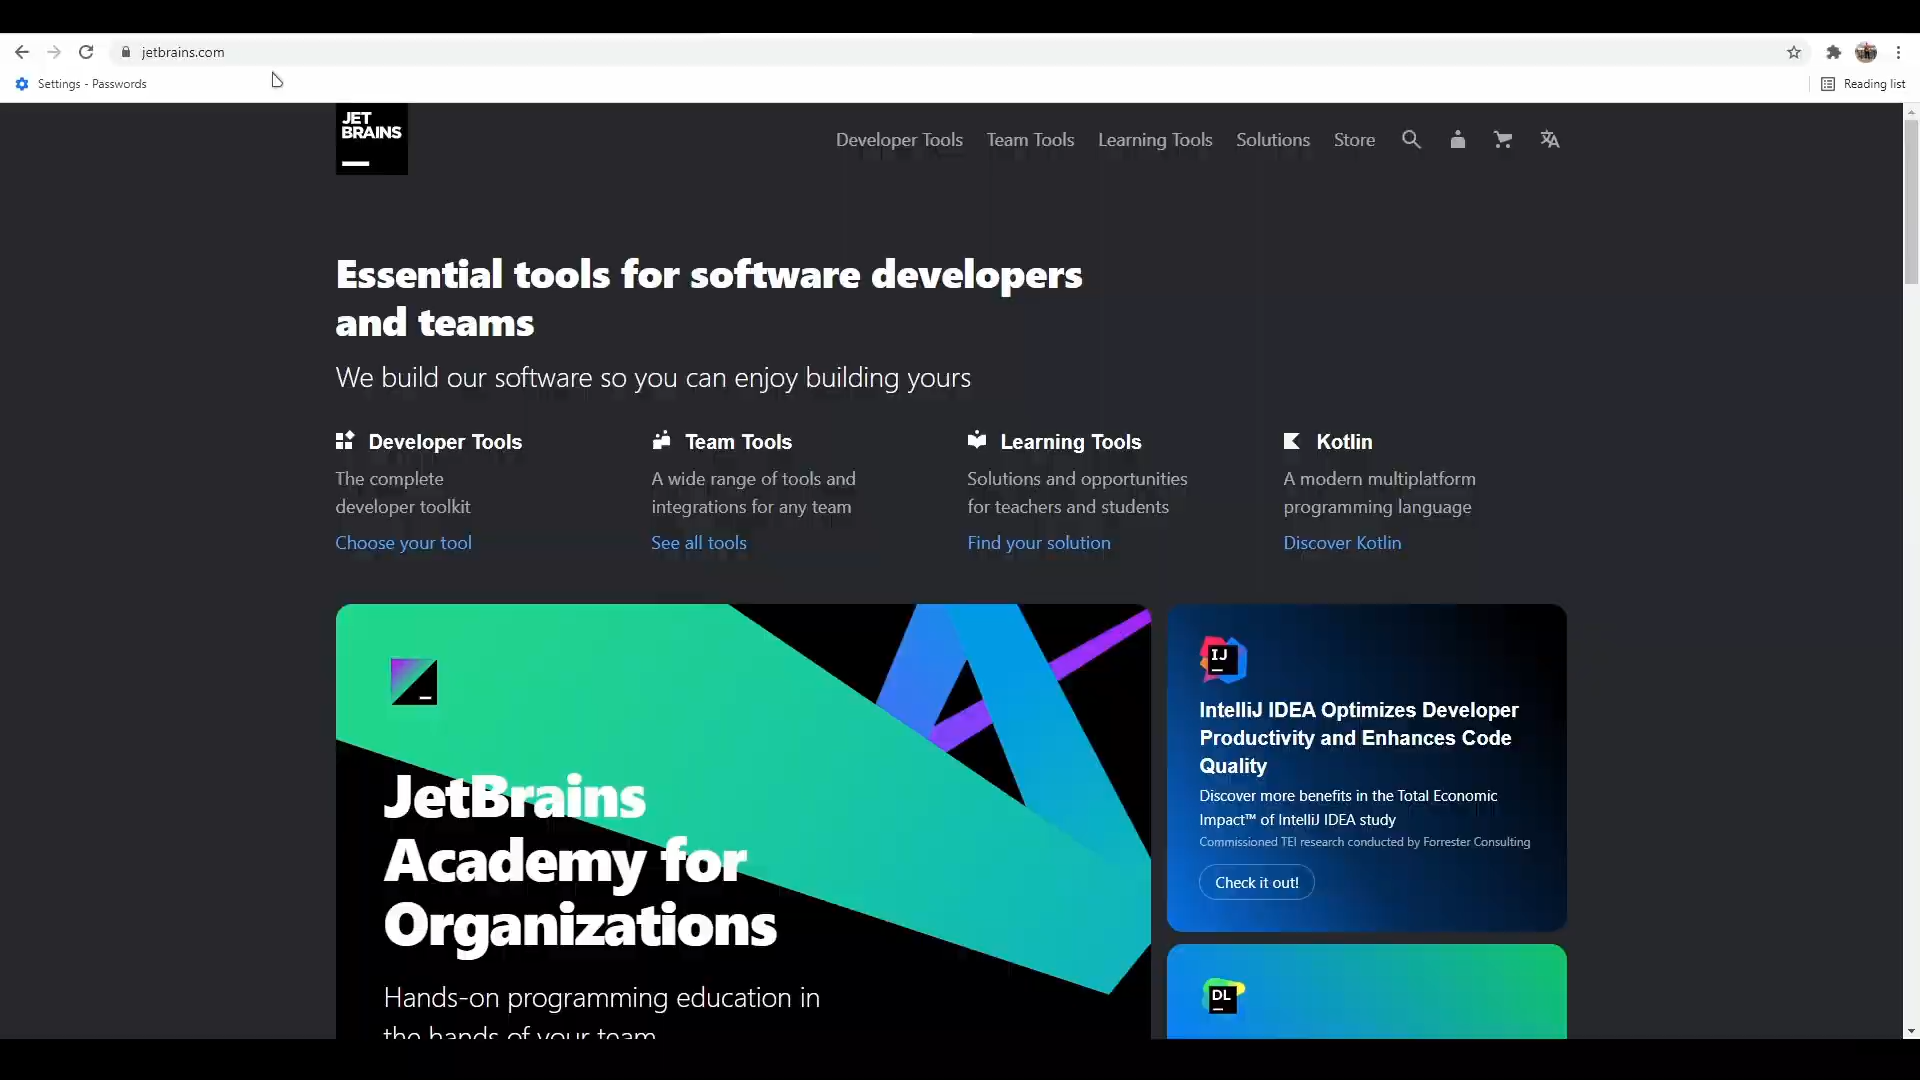 jetbrains.com
Settings - Passwords
Reading list
JET
BRAINS
Developer Tools
Team Tools
Learning Tools
Solutions
Store
Essential tools for software developers
and teams
We build our software so you can enjoy building yours
Developer Tools
The complete
developer toolkit
Choose your tool
Team Tools
A wide range of tools and
integrations for any team
See all tools
Learning Tools
Solutions and opportunities
for teachers and students
Find your solution
Kotlin
A modern multiplatform
programming language
Discover Kotlin
JetBrains
Academy for
Organizations
Hands-on programming education in
the hands of your team
IJ
IntelliJ IDEA Optimizes Developer
Productivity and Enhances Code
Quality
Discover more benefits in the Total Economic
Impact™ of IntelliJ IDEA study
Commissioned TEI research conducted by Forrester Consulting
Check it out!
DL